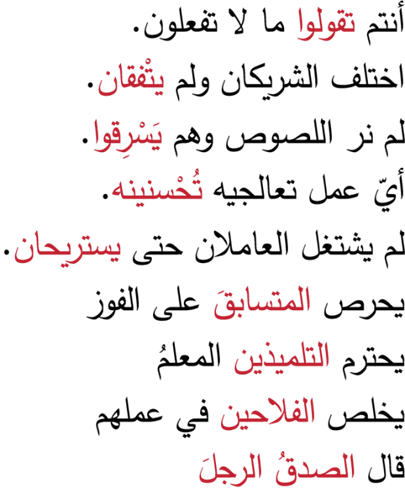 أنتم تقولوا ما لا تفعلون.
اختلف الشريكان ولم يتْفقان.
لم نر اللصوص وهم يَسْرِقوا.
أيّ عمل تعالجيه تُحْسنينه.
لم يشتغل العاملان حتى يستريحان.
يحرص المتسابقَ على الفوز
يحترم التلميذين المعلمُ
يخلص الفلاحين في عملهم
قال الصدقُ الرجلَ